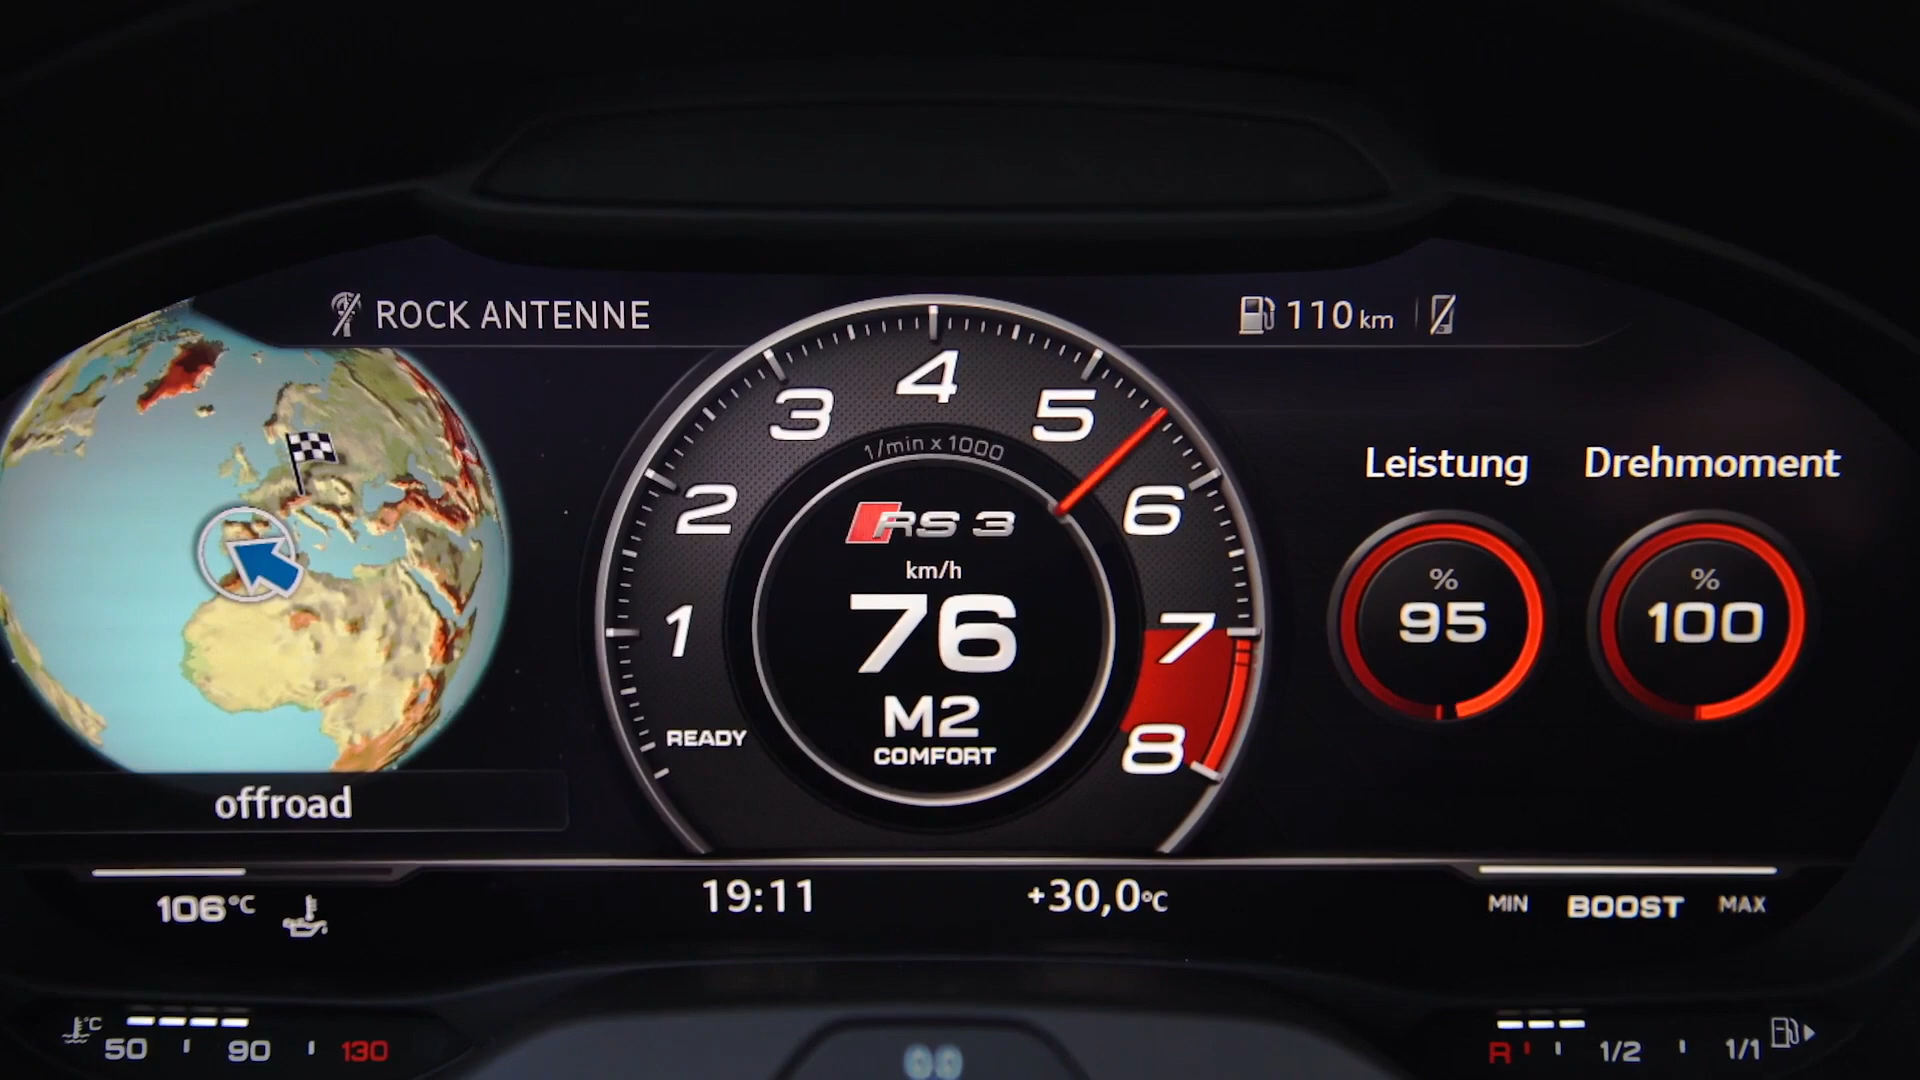 ROCK ANTENNE
110 km
offroad
1
2
3
4
5
6
7
8
1/min x 1000
READY
RS 3
km/h
76
M2
COMFORT
Leistung
Drehmoment
%
95
%
100
106°C
19:11
+30,0°C
MIN BOOST MAX
°C
50 90 130
R 1/2 1/1